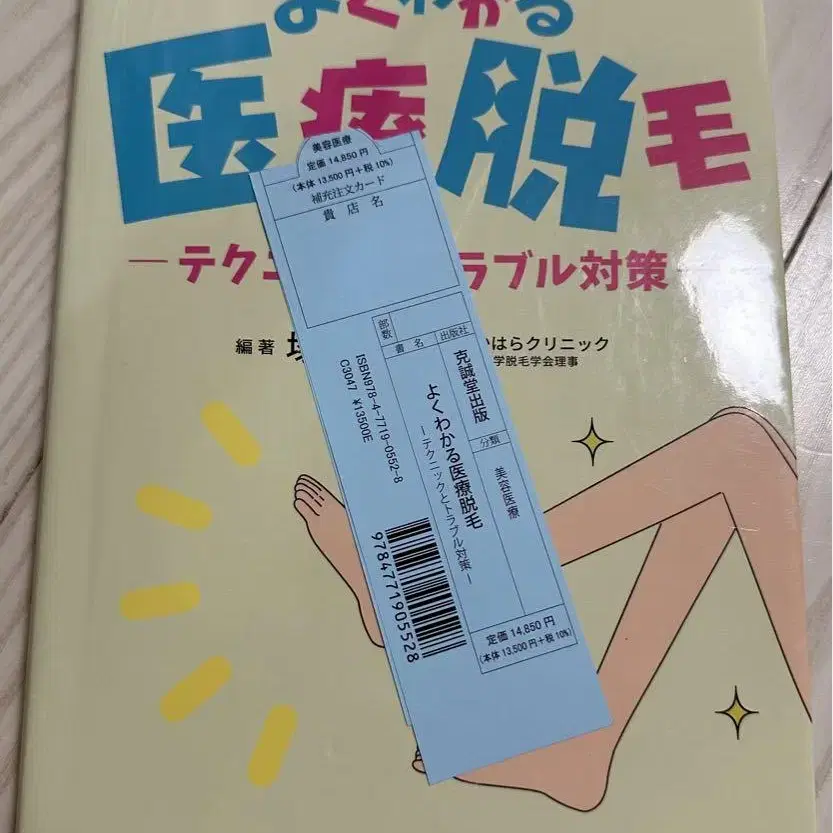 よくわかる
医療脱毛
美容医療
定価 14,850 円
(本体 13,500 円+税 10%)
補充注文カード
貴店名
ーテクニ
ラブル対策
編著
はらクリニック
学脱毛学会理事
部数
書名
出版社
克誠堂出版
よくわかる医療脱毛
ーテクニックとトラブル対策ー
分類
美容医療
ISBN978-4-7719-0552-8
C3047 ¥13500E
9784771905528
定価 14,850 円
(本体 13,500 円+税 10%)